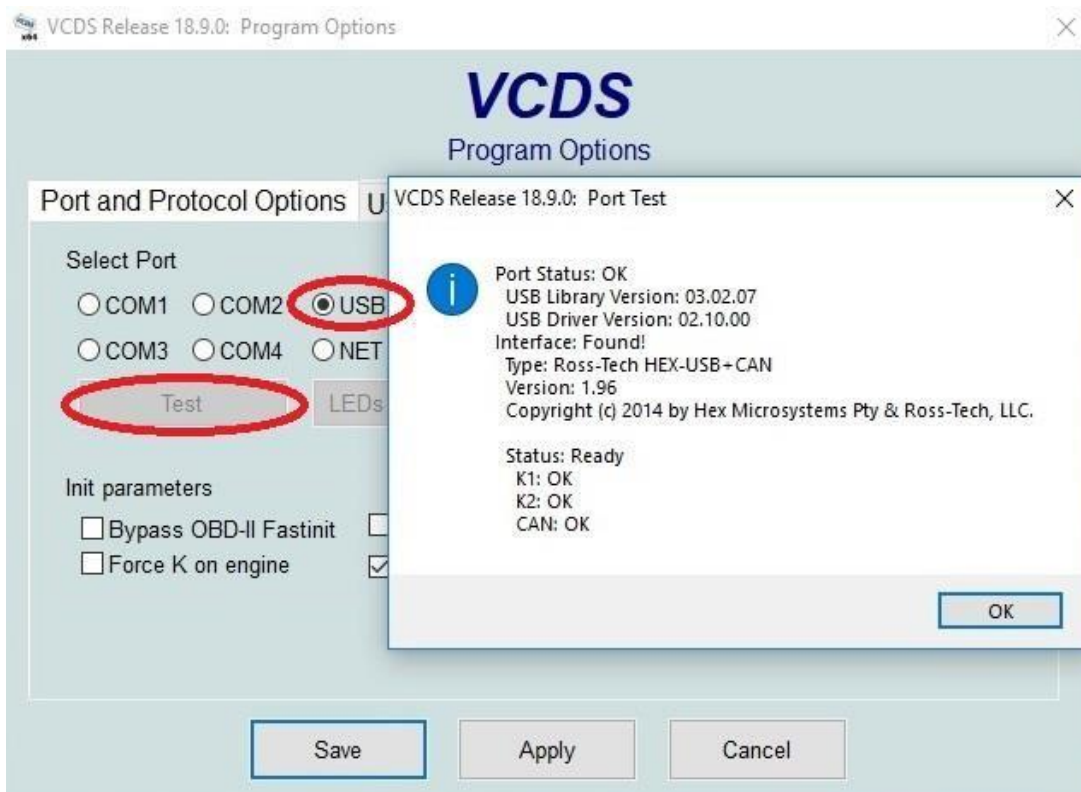 VCDS Release 18.9.0: Program Options
VCDS
Program Options
Port and Protocol Options
Select Port
COM1 COM2 USB
COM3 COM4 NET
Test LEDs
Init parameters
Bypass OBD-II Fastinit
Force K on engine
VCDS Release 18.9.0: Port Test
Port Status: OK
USB Library Version: 03.02.07
USB Driver Version: 02.10.00
Interface: Found!
Type: Ross-Tech HEX-USB+CAN
Version: 1.96
Copyright (c) 2014 by Hex Microsystems Pty & Ross-Tech, LLC.
Status: Ready
K1: OK
K2: OK
CAN: OK
OK
Save Apply Cancel